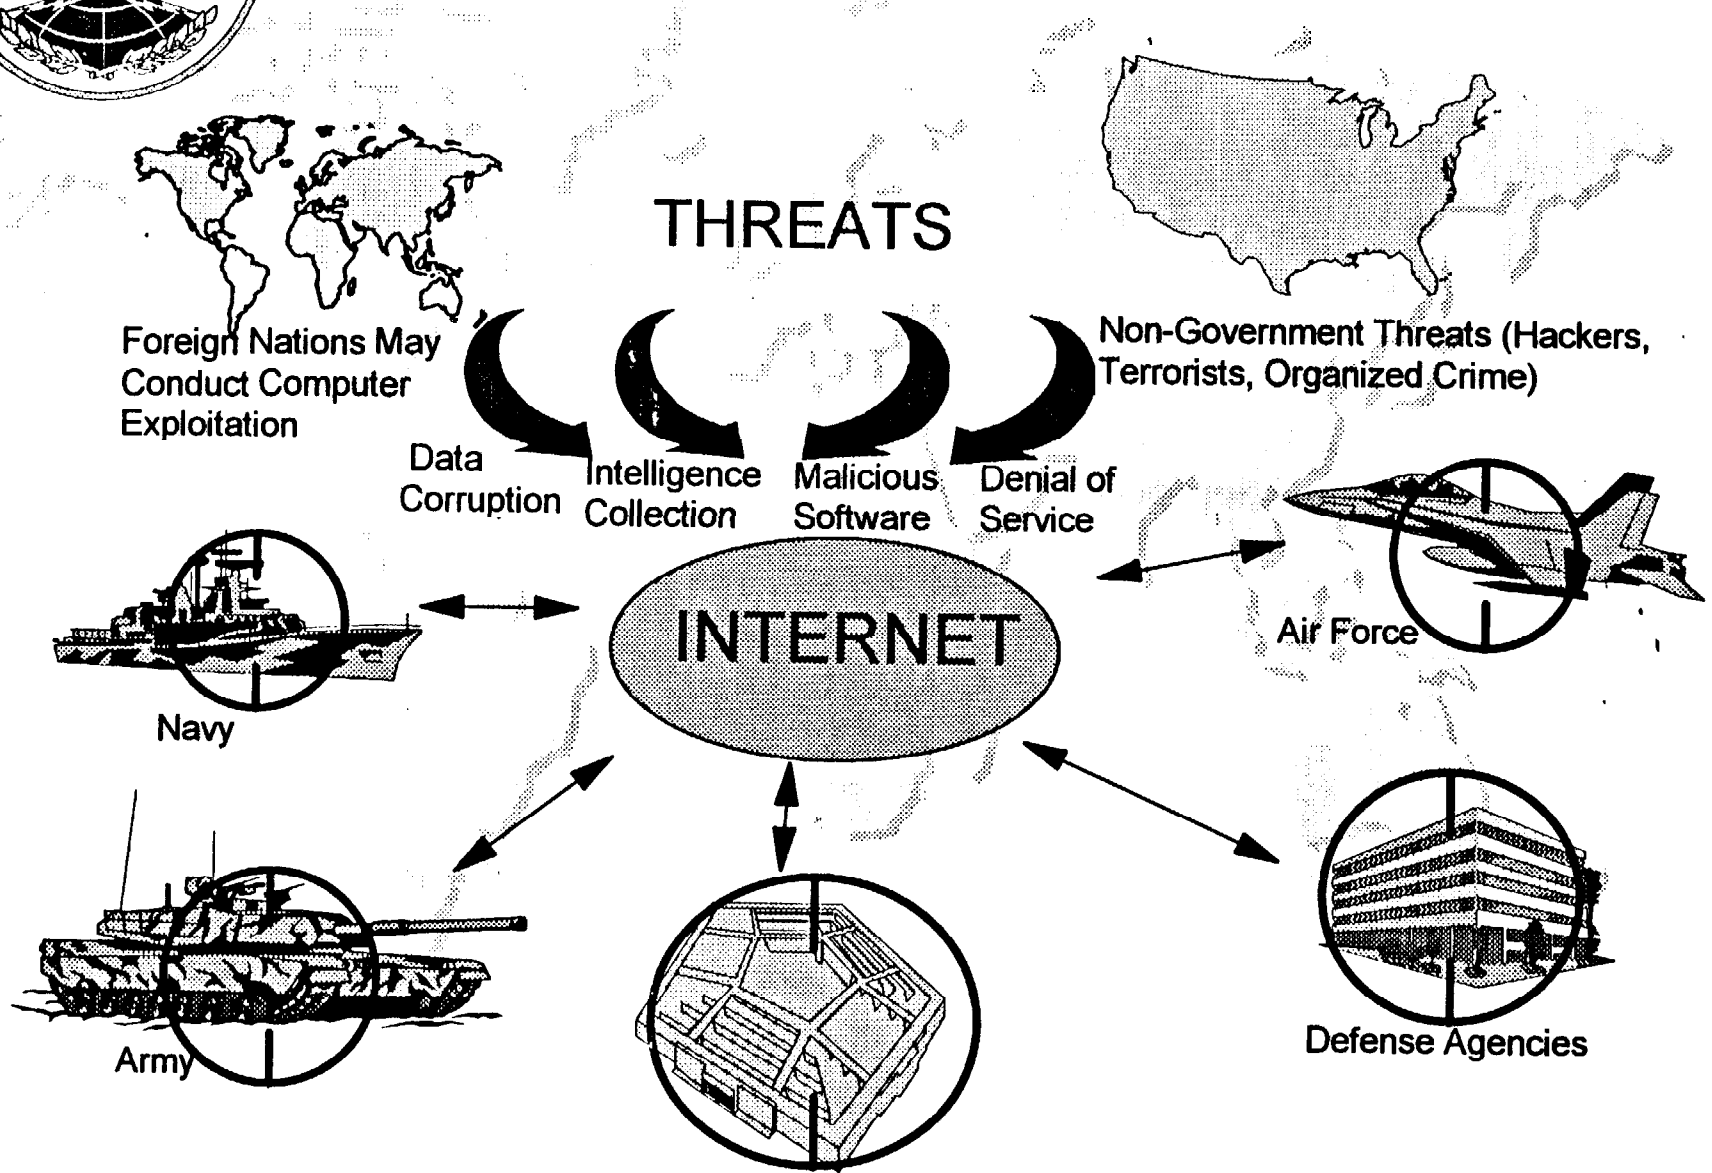 THREATS
Foreign Nations May
Conduct Computer
Exploitation
Non-Government Threats (Hackers,
Terrorists, Organized Crime)
Data
Corruption
Intelligence
Collection
Malicious
Software
Denial of
Service
INTERNET
Navy
Air Force
Army
Defense Agencies